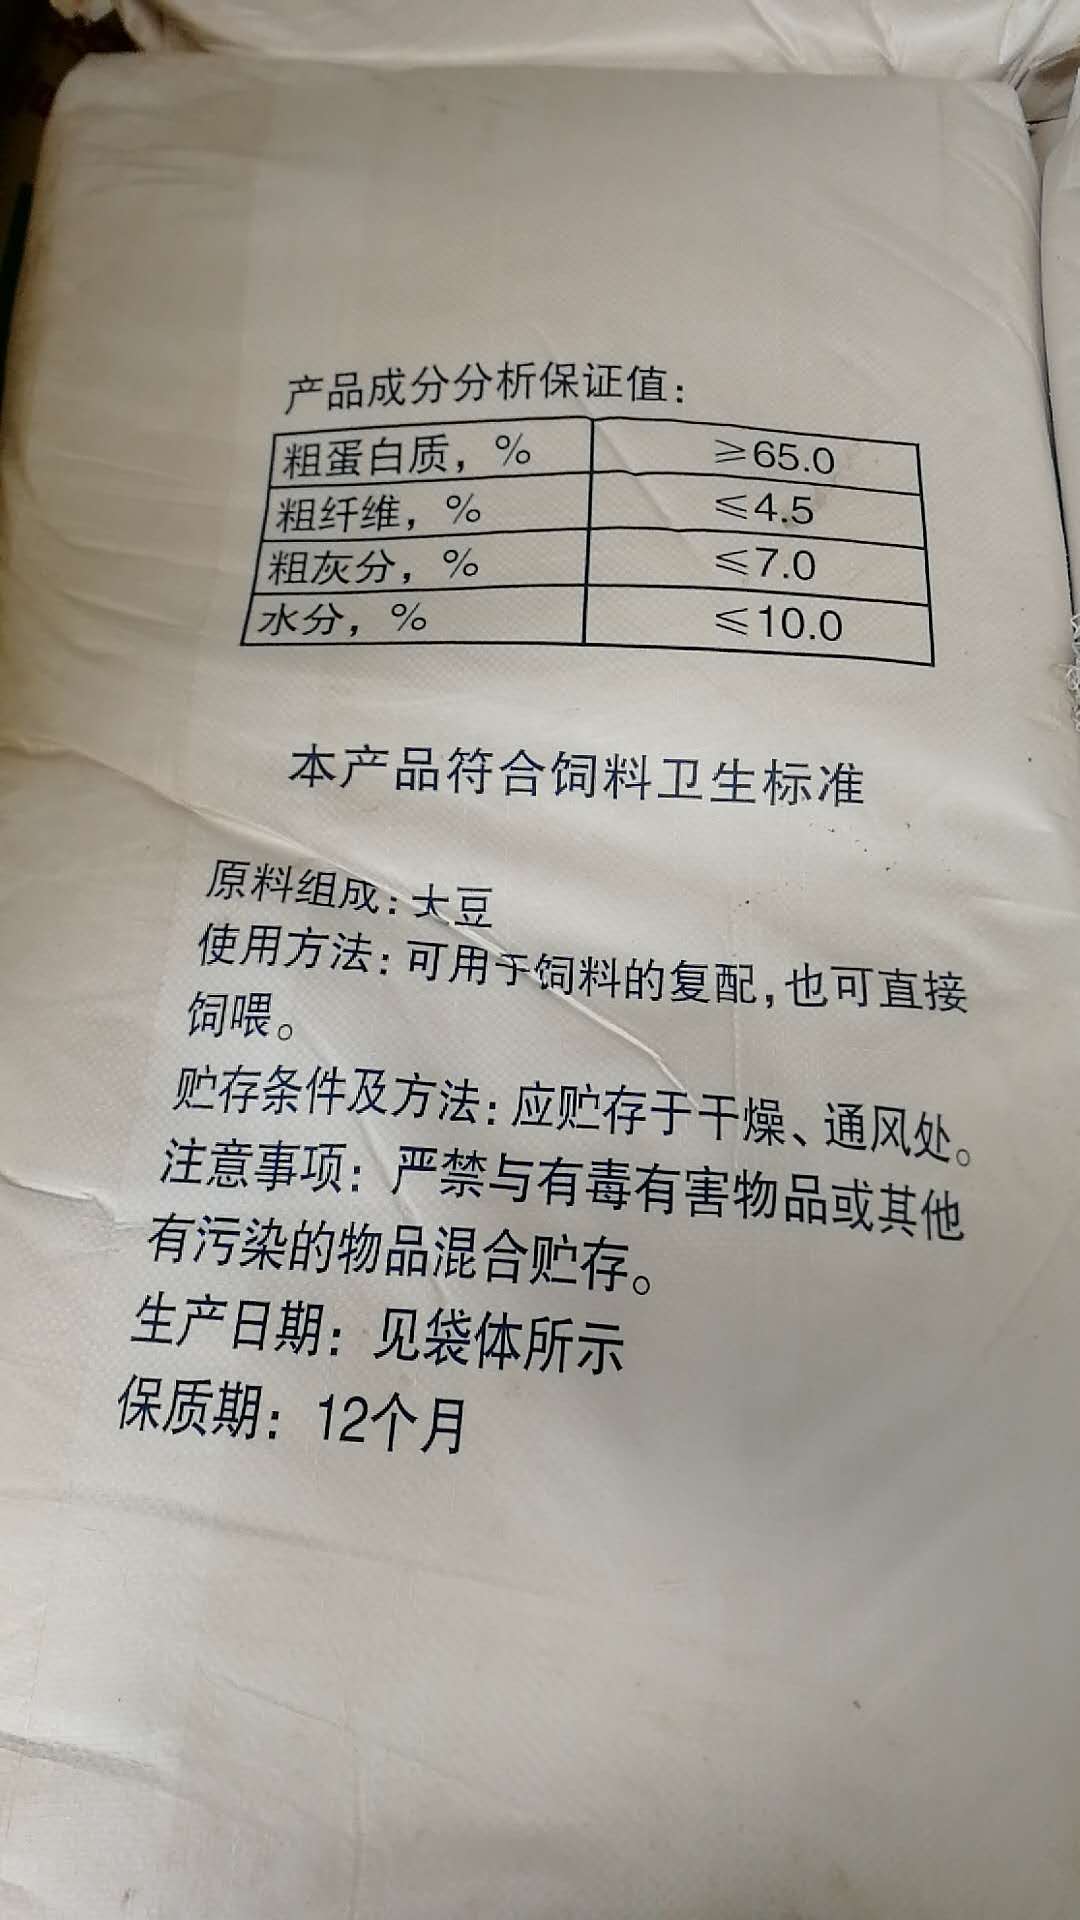 产品成分分析保证值：
粗蛋白质，% ≥65.0
粗纤维，% ≤4.5
粗灰分，% ≤7.0
水分，% ≤10.0
本产品符合饲料卫生标准
原料组成：大豆
使用方法：可用于饲料的复配，也可直接
饲喂。
贮存条件及方法：应贮存于干燥、通风处。
注意事项：严禁与有毒有害物品或其他
有污染的物品混合贮存。
生产日期：见袋体所示
保质期：12个月